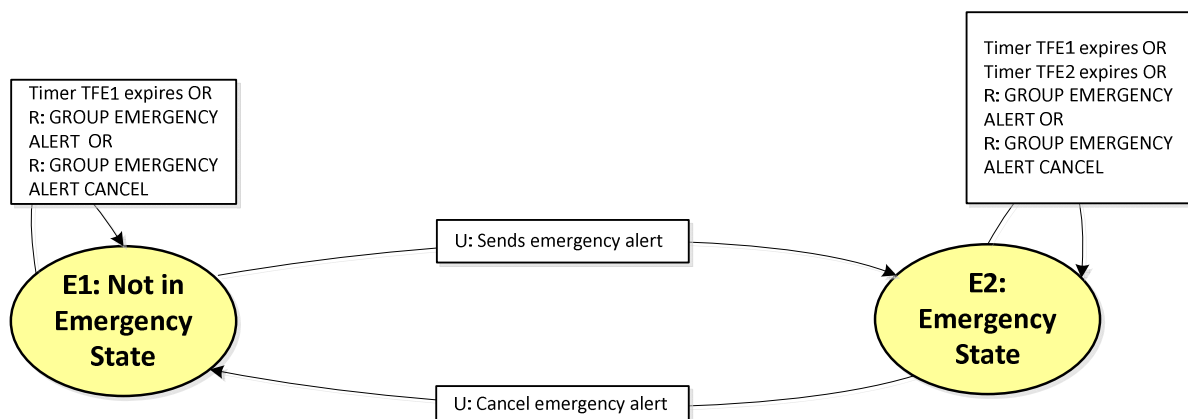 Timer TFE1 expires OR
R: GROUP EMERGENCY
ALERT OR
R: GROUP EMERGENCY
ALERT CANCEL
Timer TFE1 expires OR
Timer TFE2 expires OR
R: GROUP EMERGENCY
ALERT OR
R: GROUP EMERGENCY
ALERT CANCEL
U: Sends emergency alert
E1: Not in
Emergency
State
E2:
Emergency
State
U: Cancel emergency alert